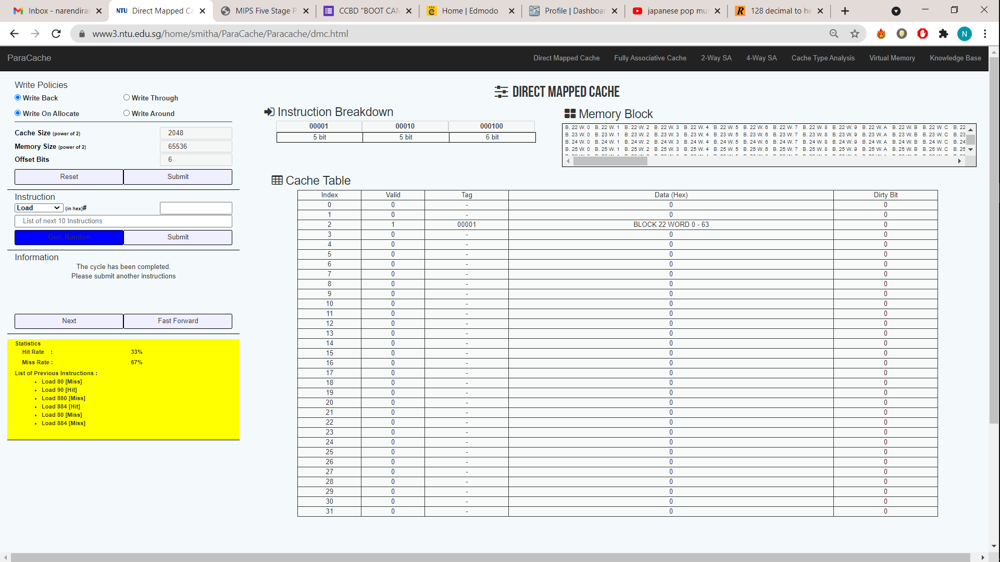 Inbox - narendirar
Direct Mapped Ca
MIPS Five Stage P
CCBD "BOOT CAM
Home | Edmodo
Profile | Dashboar
japanese pop mus
128 decimal to he
www3.ntu.edu.sg/home/smitha/ParaCache/Paracache/dmc.html
N
ParaCache
Direct Mapped Cache Fully Associative Cache 2-Way SA 4-Way SA Cache Type Analysis Virtual Memory Knowledge Base
Write Policies
Write Back Write Through
Write On Allocate Write Around
Cache Size (power of 2) 2048
Memory Size (power of 2) 65536
Offset Bits 6
Reset Submit
Instruction
Load (in hex)#
List of next 10 Instructions
Gen. Random Submit
Information
The cycle has been completed.
Please submit another instructions
Next Fast Forward
Statistics
Hit Rate : 33%
Miss Rate : 67%
List of Previous Instructions :
• Load 80 [Miss]
• Load 90 [Hit]
• Load 880 [Miss]
• Load 884 [Hit]
• Load 80 [Miss]
• Load 884 [Miss]
DIRECT MAPPED CACHE
Instruction Breakdown
00001 00010 000100
5 bit 5 bit 6 bit
Memory Block
B. 22 W. 0 B. 22 W. 1 B. 22 W. 2 B. 22 W. 3 B. 22 W. 4 B. 22 W. 5 B. 22 W. 6 B. 22 W. 7 B. 22 W. 8 B. 22 W. 9 B. 22 W. A B. 22 W. B B. 22 W. C B. 22
B. 23 W. 0 B. 23 W. 1 B. 23 W. 2 B. 23 W. 3 B. 23 W. 4 B. 23 W. 5 B. 23 W. 6 B. 23 W. 7 B. 23 W. 8 B. 23 W. 9 B. 23 W. A B. 23 W. B B. 23 W. C B. 23
B. 24 W. 0 B. 24 W. 1 B. 24 W. 2 B. 24 W. 3 B. 24 W. 4 B. 24 W. 5 B. 24 W. 6 B. 24 W. 7 B. 24 W. 8 B. 24 W. 9 B. 24 W. A B. 24 W. B B. 24 W. C B. 24
B. 25 W. 0 B. 25 W. 1 B. 25 W. 2 B. 25 W. 3 B. 25 W. 4 B. 25 W. 5 B. 25 W. 6 B. 25 W. 7 B. 25 W. 8 B. 25 W. 9 B. 25 W. A B. 25 W. B B. 25 W. C B. 25
Cache Table
Index Valid Tag Data (Hex) Dirty Bit
0 0 - 0 0
1 0 - 0 0
2 1 00001 BLOCK 22 WORD 0 - 63 0
3 0 - 0 0
4 0 - 0 0
5 0 - 0 0
6 0 - 0 0
7 0 - 0 0
8 0 - 0 0
9 0 - 0 0
10 0 - 0 0
11 0 - 0 0
12 0 - 0 0
13 0 - 0 0
14 0 - 0 0
15 0 - 0 0
16 0 - 0 0
17 0 - 0 0
18 0 - 0 0
19 0 - 0 0
20 0 - 0 0
21 0 - 0 0
22 0 - 0 0
23 0 - 0 0
24 0 - 0 0
25 0 - 0 0
26 0 - 0 0
27 0 - 0 0
28 0 - 0 0
29 0 - 0 0
30 0 - 0 0
31 0 - 0 0